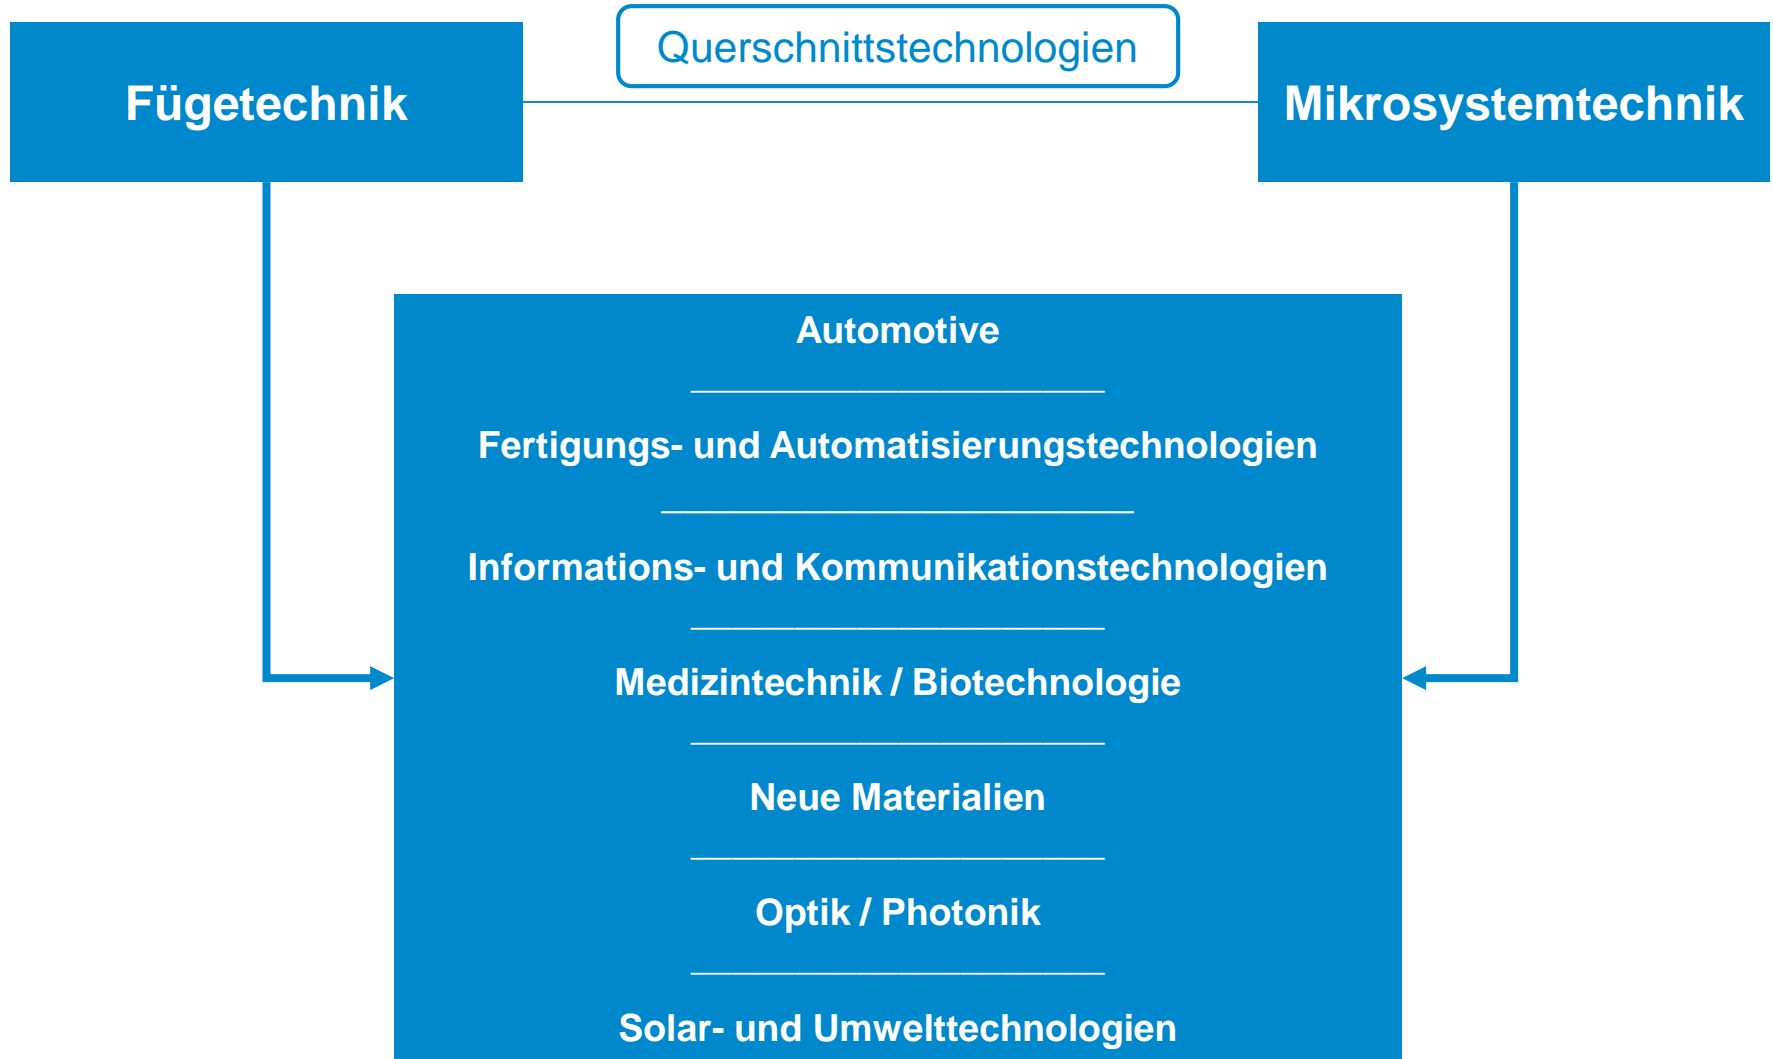 Querschnittstechnologien
Fügetechnik
Mikrosystemtechnik
Automotive
Fertigungs- und Automatisierungstechnologien
Informations- und Kommunikationstechnologien
Medizintechnik / Biotechnologie
Neue Materialien
Optik / Photonik
Solar- und Umwelttechnologien